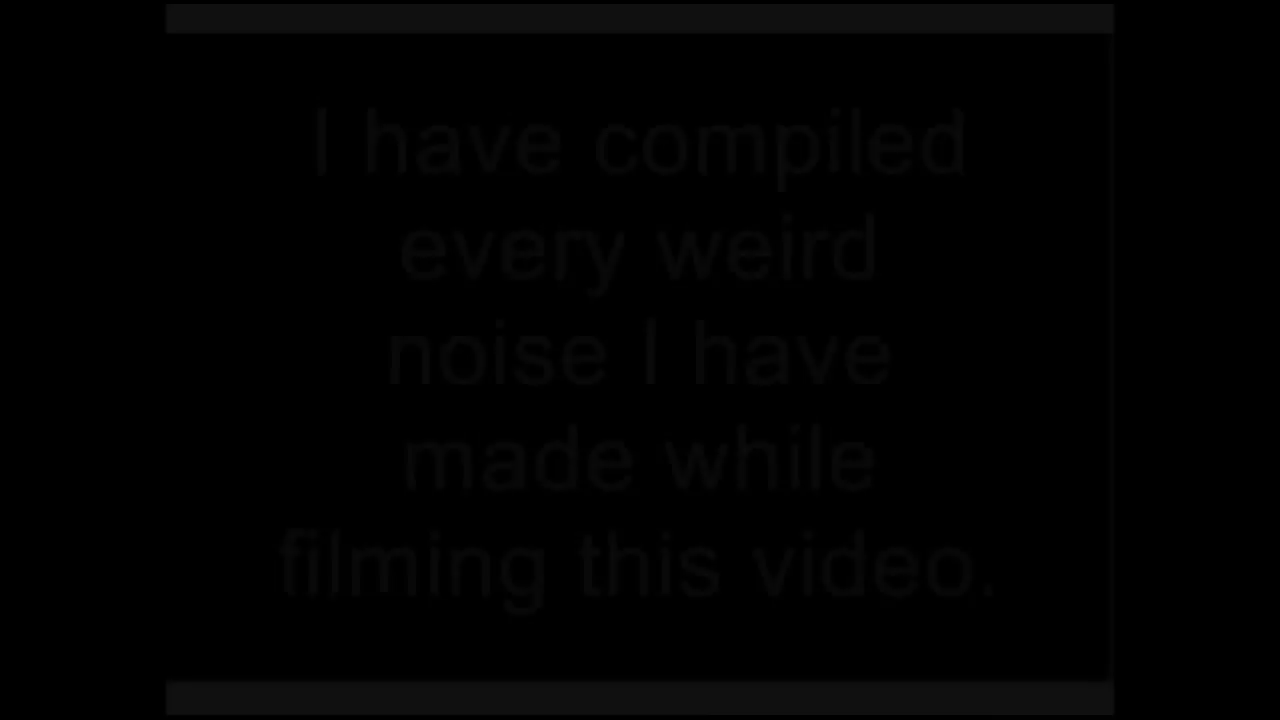 I have compiled
every weird
noise I have
made while
filming this video.